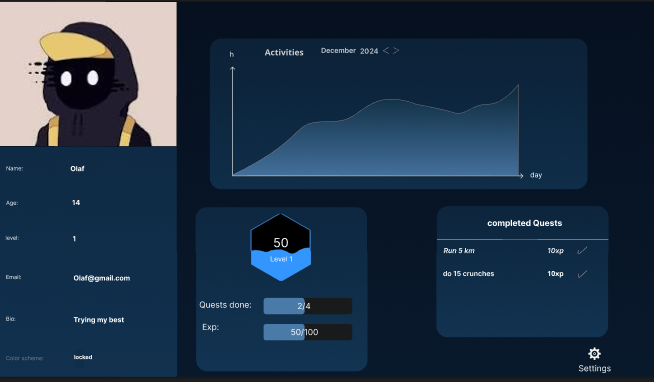 Name: Olaf
Age: 14
level: 1
Email: Olaf@gmail.com
Bio: Trying my best
Color scheme: locked
h
Activities December 2024 < >
day
50
Level 1
Quests done: 2/4
Exp: 50/100
completed Quests
Run 5 km 10xp
do 15 crunches 10xp
Settings